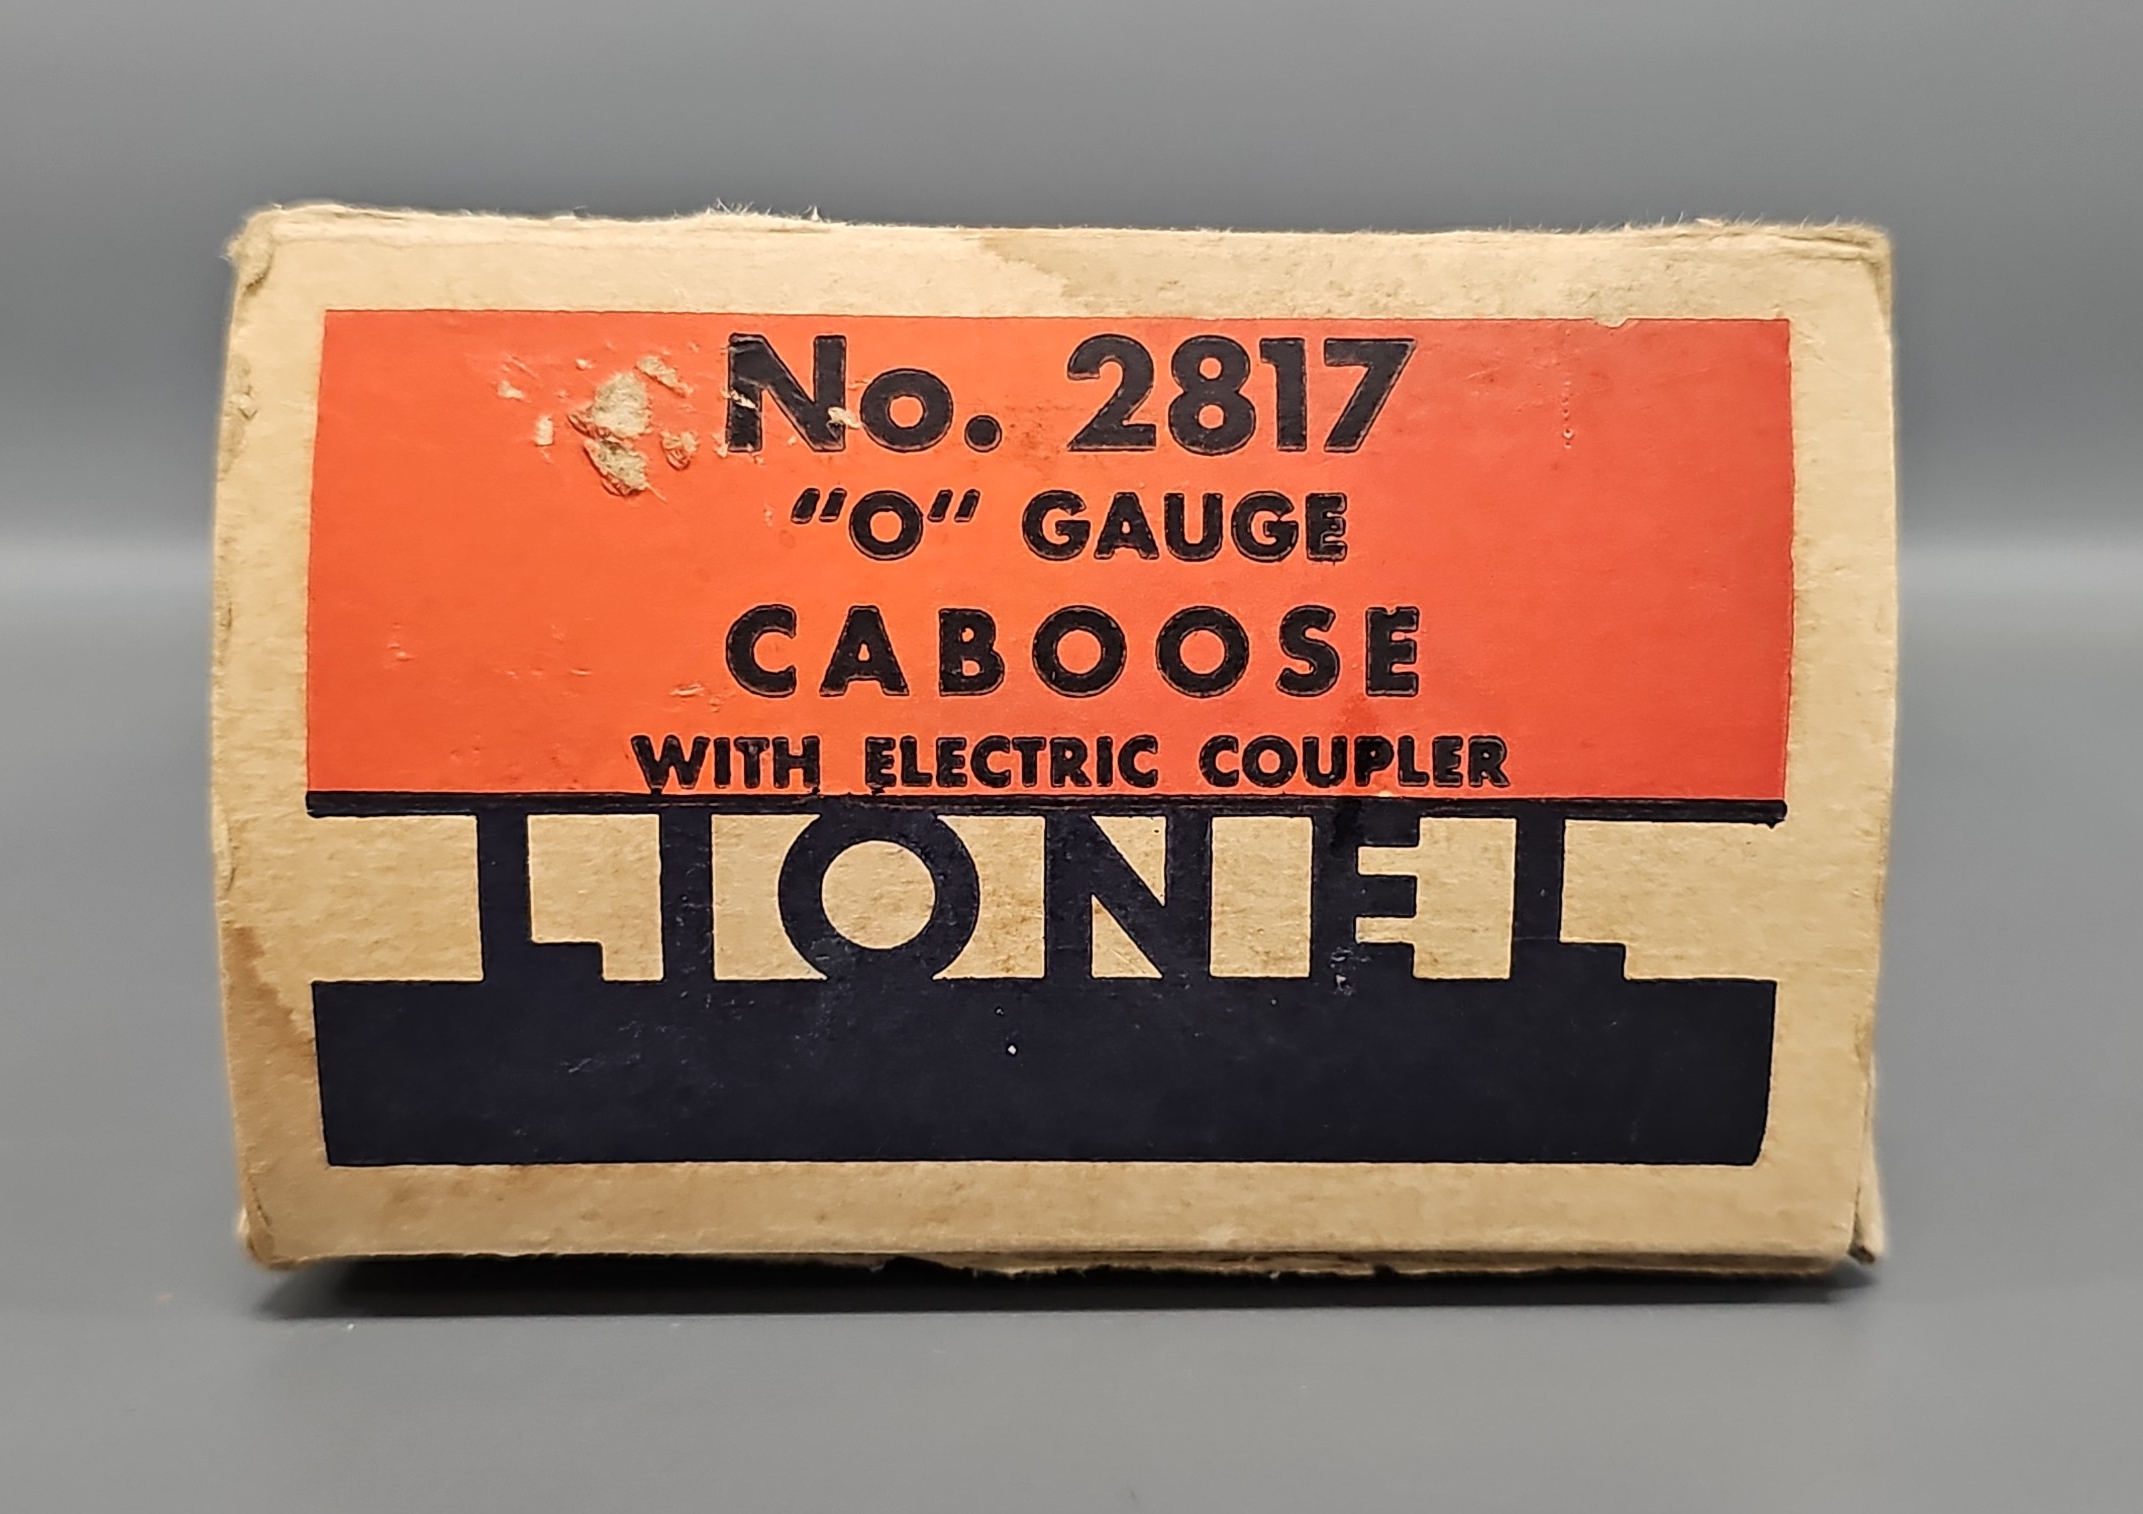 No. 2817
"O" GAUGE
CABOOSE
WITH ELECTRIC COUPLER
LIONEL